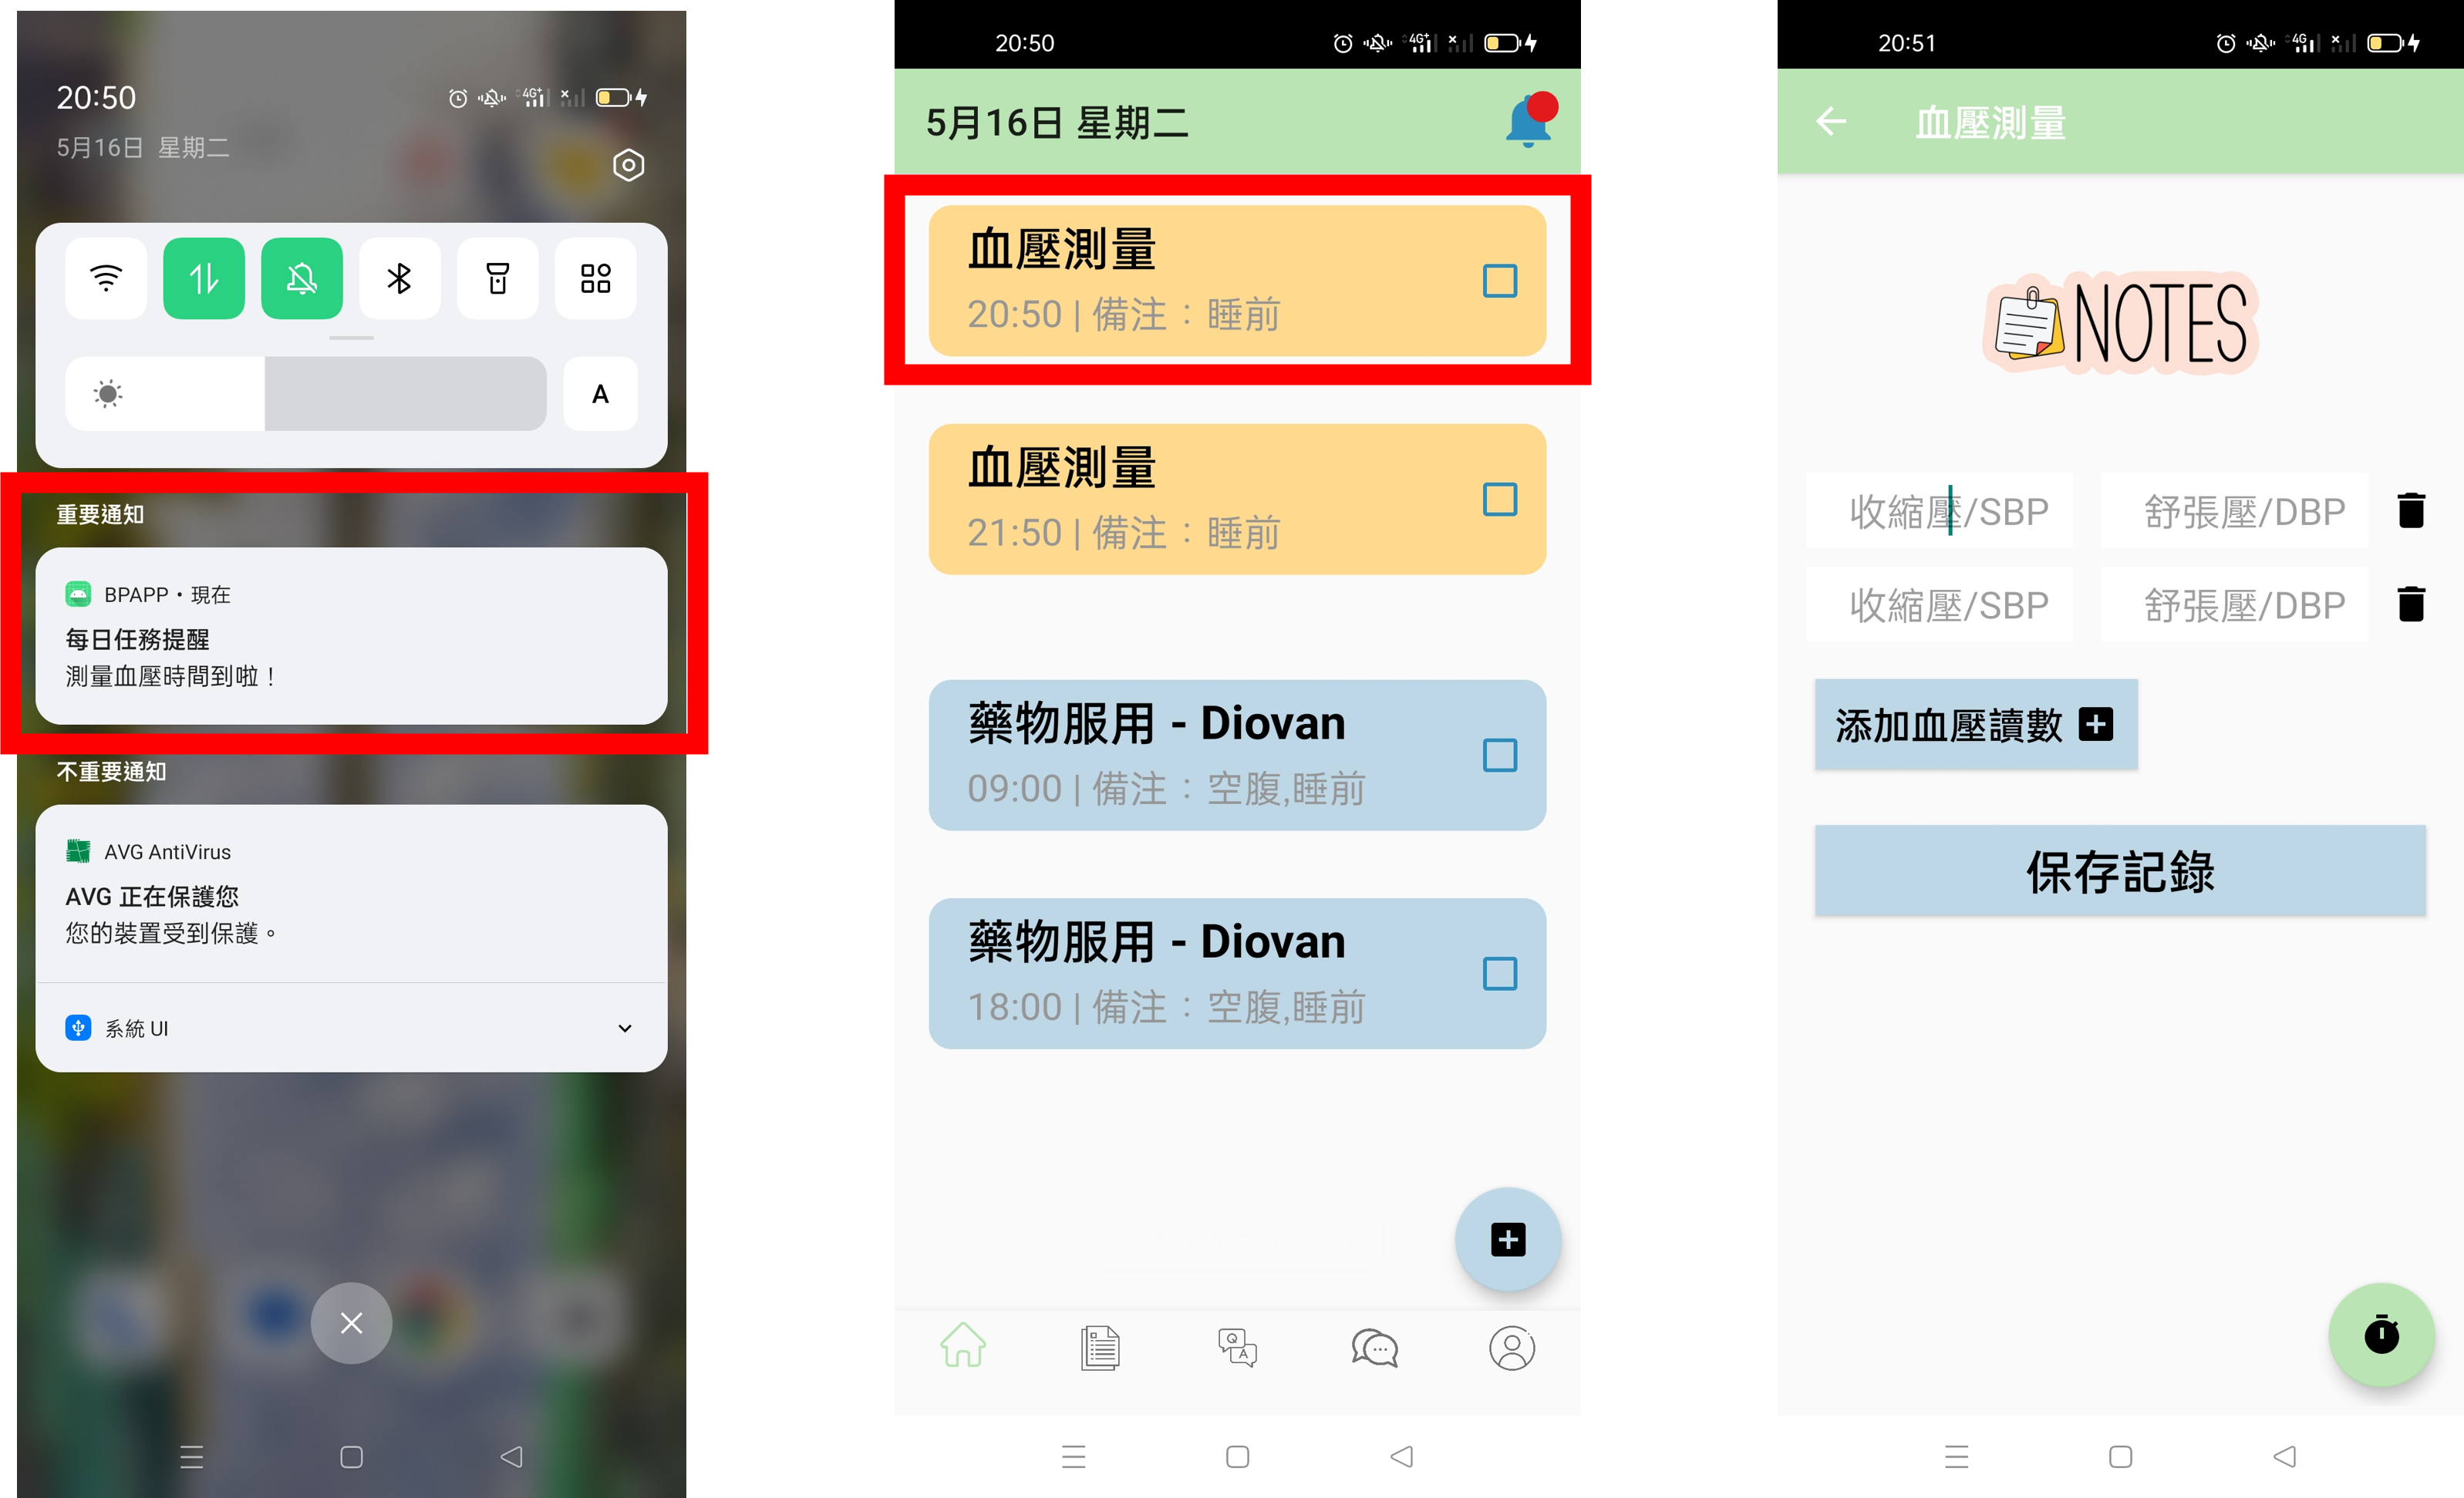 20:50
4G+
5月16日 星期二
A
重要通知
BPAPP・現在
每日任務提醒
測量血壓時間到啦！
不重要通知
AVG AntiVirus
AVG 正在保護您
您的裝置受到保護。
系統 UI
20:50
4G+
5月16日 星期二
血壓測量
20:50 | 備注：睡前
血壓測量
21:50 | 備注：睡前
藥物服用 - Diovan
09:00 | 備注：空腹,睡前
藥物服用 - Diovan
18:00 | 備注：空腹,睡前
Q
A
20:51
4G
血壓測量
NOTES
收縮壓/SBP
舒張壓/DBP
收縮壓/SBP
舒張壓/DBP
添加血壓讀數
保存記錄